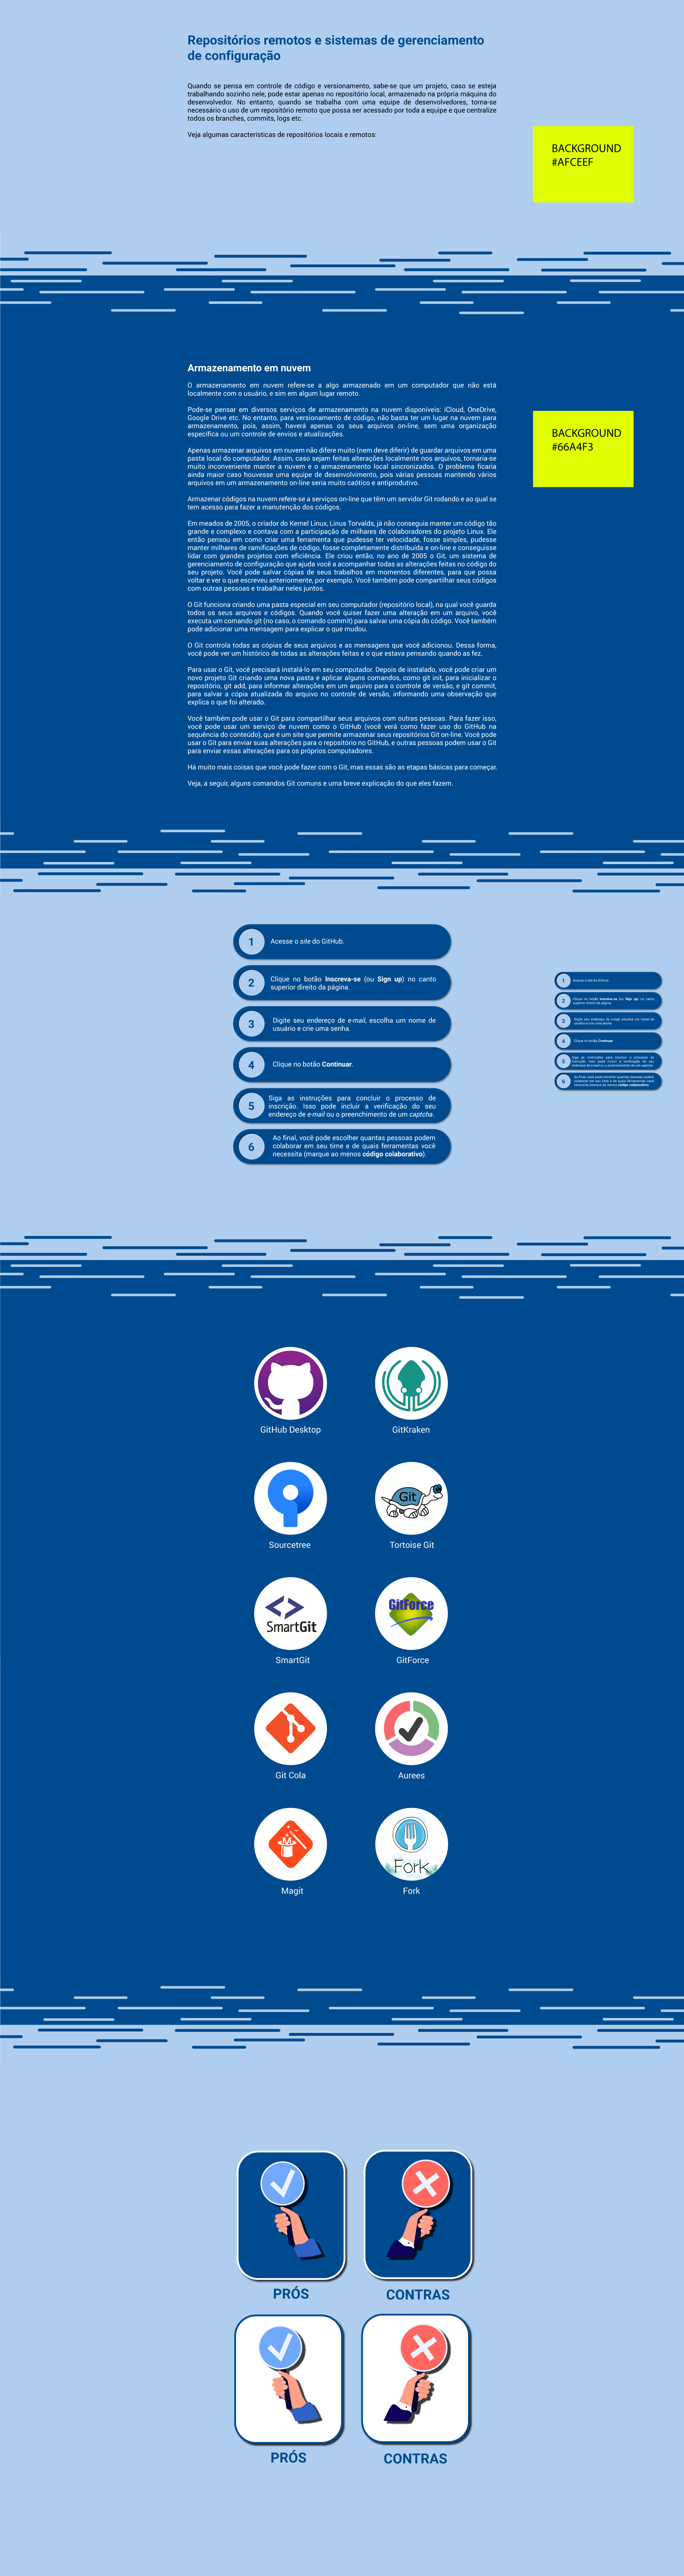 Repositórios remotos e sistemas de gerenciamento
de configuração
Quando se pensa em controle de código e versionamento, sabe-se que um projeto, caso se esteja
trabalhando sozinho nele, pode estar apenas no repositório local, armazenado na própria máquina do
desenvolvedor. No entanto, quando se trabalha com uma equipe de desenvolvedores, torna-se
necessário o uso de um repositório remoto que possa ser acessado por toda a equipe e que centralize
todos os branches, commits, logs etc.
Veja algumas características de repositórios locais e remotos:
BACKGROUND
#AFCEEF
Armazenamento em nuvem
O armazenamento em nuvem refere-se a algo armazenado em um computador que não está
localmente com o usuário, e sim em algum lugar remoto.
Pode-se pensar em diversos serviços de armazenamento na nuvem disponíveis: iCloud, OneDrive,
Google Drive etc. No entanto, para versionamento de código, não basta ter um lugar na nuvem para
armazenamento, pois, assim, haverá apenas os seus arquivos on-line, sem uma organização
específica ou um controle de envios e atualizações.
BACKGROUND
#66A4F3
Apenas armazenar arquivos em nuvem não difere muito (nem deve diferir) de guardar arquivos em uma
pasta local do computador. Assim, caso sejam feitas alterações localmente nos arquivos, tornaria-se
muito inconveniente manter a nuvem e o armazenamento local sincronizados. O problema ficaria
ainda maior caso houvesse uma equipe de desenvolvimento, pois várias pessoas mantendo vários
arquivos em um armazenamento on-line seria muito caótico e antiprodutivo.
Armazenar códigos na nuvem refere-se a serviços on-line que têm um servidor Git rodando e ao qual se
tem acesso para fazer a manutenção dos códigos.
Em meados de 2005, o criador do Kernel Linux, Linus Torvalds, já não conseguia manter um código tão
grande e complexo e contava com a participação de milhares de colaboradores do projeto Linux. Ele
então pensou em como criar uma ferramenta que pudesse ter velocidade, fosse simples, pudesse
manter milhares de ramificações de código, fosse completamente distribuída e on-line e conseguisse
lidar com grandes projetos com eficiência. Ele criou então, no ano de 2005 o Git, um sistema de
gerenciamento de configuração que ajuda você a acompanhar todas as alterações feitas no código do
seu projeto. Você pode salvar cópias de seus trabalhos em momentos diferentes, para que possa
voltar e ver o que escreveu anteriormente, por exemplo. Você também pode compartilhar seus códigos
com outras pessoas e trabalhar neles juntos.
O Git funciona criando uma pasta especial em seu computador (repositório local), na qual você guarda
todos os seus arquivos e códigos. Quando você quiser fazer uma alteração em um arquivo, você
executa um comando git (no caso, o comando commit) para salvar uma cópia do código. Você também
pode adicionar uma mensagem para explicar o que mudou.
O Git controla todas as cópias de seus arquivos e as mensagens que você adicionou. Dessa forma,
você pode ver um histórico de todas as alterações feitas e o que estava pensando quando as fez.
Para usar o Git, você precisará instalá-lo em seu computador. Depois de instalado, você pode criar um
novo projeto Git criando uma nova pasta e aplicar alguns comandos, como git init, para inicializar o
repositório, git add, para informar alterações em um arquivo para o controle de versão; e git commit,
para salvar a cópia atualizada do arquivo no controle de versão, informando uma observação que
explica o que foi alterado.
Você também pode usar o Git para compartilhar seus arquivos com outras pessoas. Para fazer isso,
você pode usar um serviço de nuvem como o GitHub (você verá como fazer uso do GitHub na
sequência do conteúdo), que é um site que permite armazenar seus repositórios Git on-line. Você pode
usar o Git para enviar suas alterações para o repositório no GitHub, e outras pessoas podem usar o Git
para enviar essas alterações para os próprios computadores.
Há muito mais coisas que você pode fazer com o Git, mas essas são as etapas básicas para começar.
Veja, a seguir, alguns comandos Git comuns e uma breve explicação do que eles fazem.
1 Acesse o site do GitHub.
2 Clique no botão Inscreva-se (ou Sign up) no canto
superior direito da página.
3 Digite seu endereço de e-mail, escolha um nome de
usuário e crie uma senha.
4 Clique no botão Continuar.
5 Siga as instruções para concluir o processo de
inscrição. Isso pode incluir a verificação do seu
endereço de e-mail ou o preenchimento de um captcha.
6 Ao final, você pode escolher quantas pessoas podem
colaborar em seu time e de quais ferramentas você
necessita (marque ao menos código colaborativo).
1 Acesse o site do GitHub.
2 Clique no botão Inscreva-se (ou Sign up) no canto
superior direito da página.
3 Digite seu endereço de e-mail, escolha um nome de
usuário e crie uma senha.
4 Clique no botão Continuar.
5 Siga as instruções para concluir o processo de
inscrição. Isso pode incluir a verificação do seu
endereço de e-mail ou o preenchimento de um captcha.
6 Ao final, você pode escolher quantas pessoas podem
colaborar em seu time e de quais ferramentas você
necessita (marque ao menos código colaborativo).
GitHub Desktop
GitKraken
Git
Sourcetree
Tortoise Git
SmartGit
GitForce
SmartGit
GitForce
Git Cola
Aurees
M
Fork
Magit
Fork
PRÓS
CONTRAS
PRÓS
CONTRAS